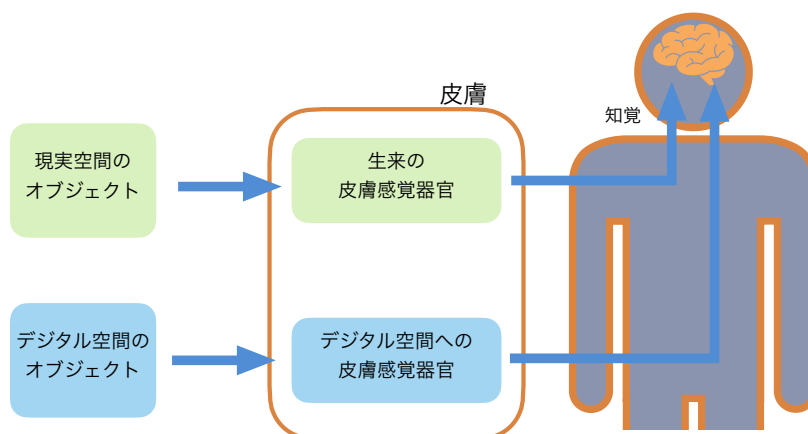 皮膚
知覚
現実空間の
オブジェクト
生来の
皮膚感覚器官
デジタル空間の
オブジェクト
デジタル空間への
皮膚感覚器官